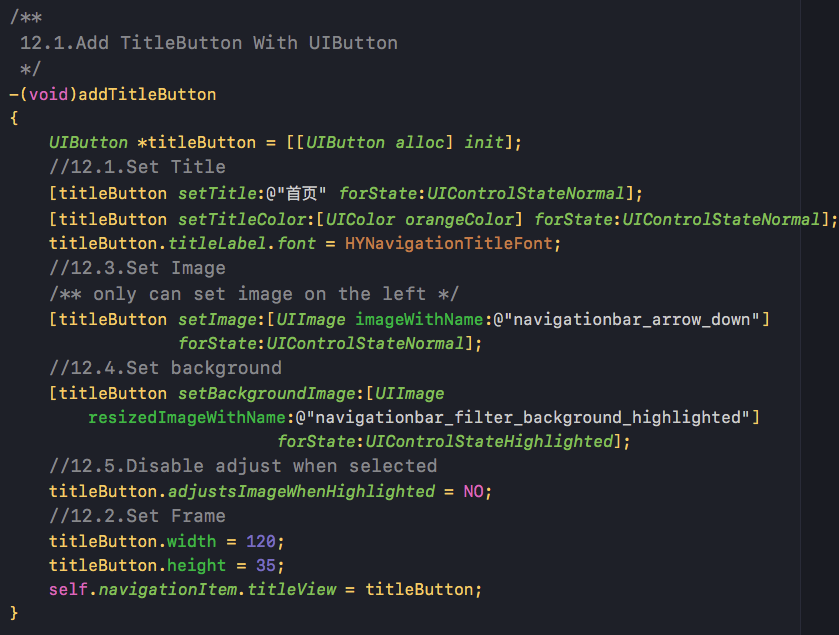 /**
 12.1.Add TitleButton With UIButton
 */
-(void)addTitleButton
{
    UIButton *titleButton = [[UIButton alloc] init];
    //12.1.Set Title
    [titleButton setTitle:@"首页" forState:UIControlStateNormal];
    [titleButton setTitleColor:[UIColor orangeColor] forState:UIControlStateNormal];
    titleButton.titleLabel.font = HYNavigationTitleFont;
    //12.3.Set Image
    /** only can set image on the left */
    [titleButton setImage:[UIImage imageWithName:@"navigationbar_arrow_down"]
                 forState:UIControlStateNormal];
    //12.4.Set background
    [titleButton setBackgroundImage:[UIImage
        resizedImageWithName:@"navigationbar_filter_background_highlighted"]
                           forState:UIControlStateHighlighted];
    //12.5.Disable adjust when selected
    titleButton.adjustsImageWhenHighlighted = NO;
    //12.2.Set Frame
    titleButton.width = 120;
    titleButton.height = 35;
    self.navigationItem.titleView = titleButton;
}